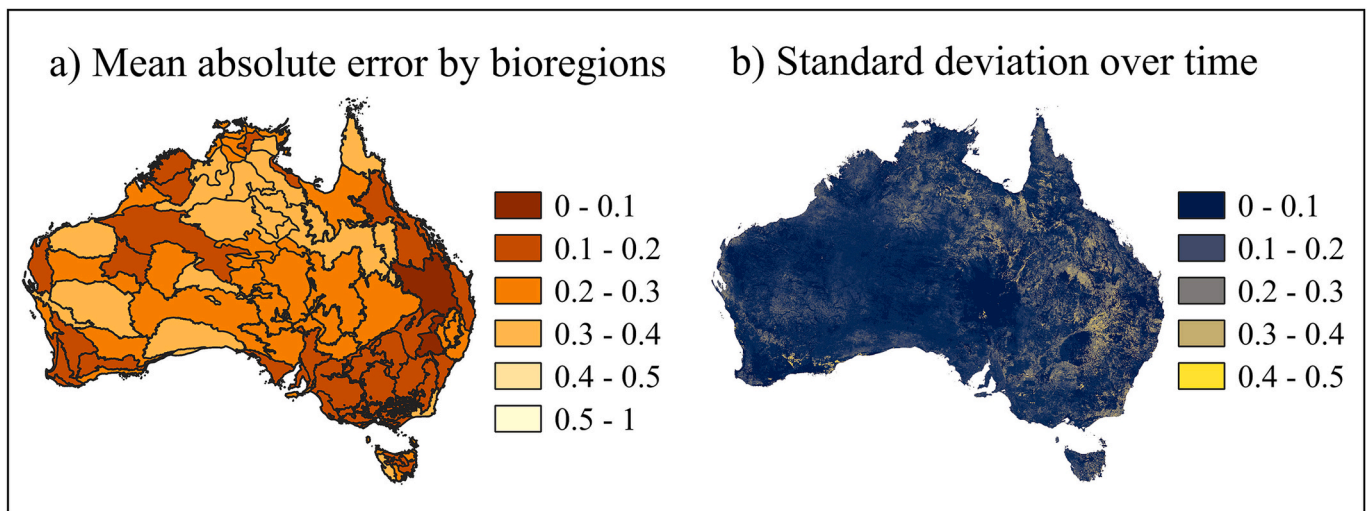 a) Mean absolute error by bioregions
0 - 0.1
0.1 - 0.2
0.2 - 0.3
0.3 - 0.4
0.4 - 0.5
0.5 - 1
b) Standard deviation over time
0 - 0.1
0.1 - 0.2
0.2 - 0.3
0.3 - 0.4
0.4 - 0.5